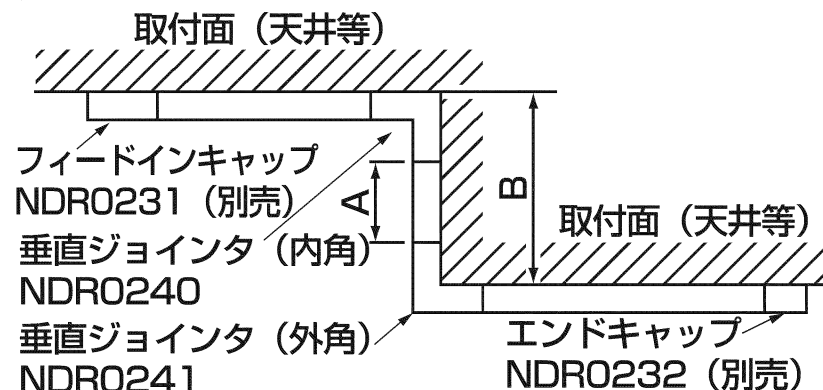 取付面（天井等）
フィードインキャップ
NDR0231（別売）
A
B
取付面（天井等）
垂直ジョインタ（内角）
NDR0240
垂直ジョインタ（外角）
NDR0241
エンドキャップ
NDR0232（別売）